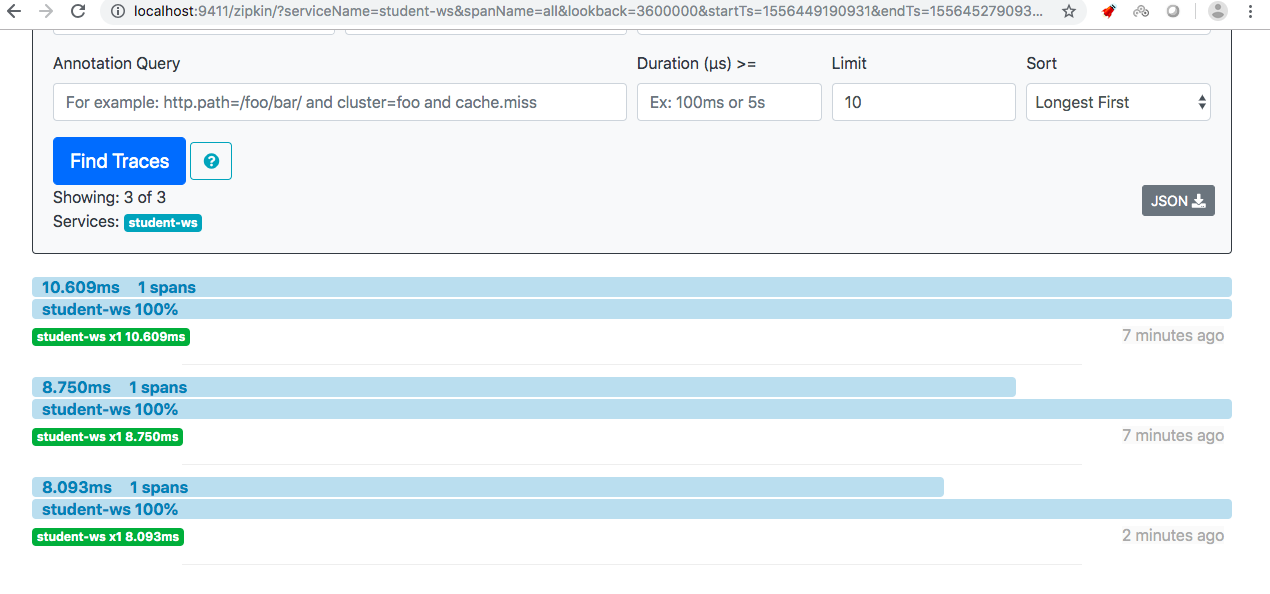 localhost:9411/zipkin/?serviceName=student-ws&spanName=all&lookback=3600000&startTs=1556449190931&endTs=155645279093...
Annotation Query Duration (μs) >= Limit Sort
For example: http.path=/foo/bar/ and cluster=foo and cache.miss Ex: 100ms or 5s 10 Longest First
Find Traces ?
Showing: 3 of 3
Services: student-ws JSON
10.609ms 1 spans
student-ws 100%
student-ws x1 10.609ms 7 minutes ago
8.750ms 1 spans
student-ws 100%
student-ws x1 8.750ms 7 minutes ago
8.093ms 1 spans
student-ws 100%
student-ws x1 8.093ms 2 minutes ago